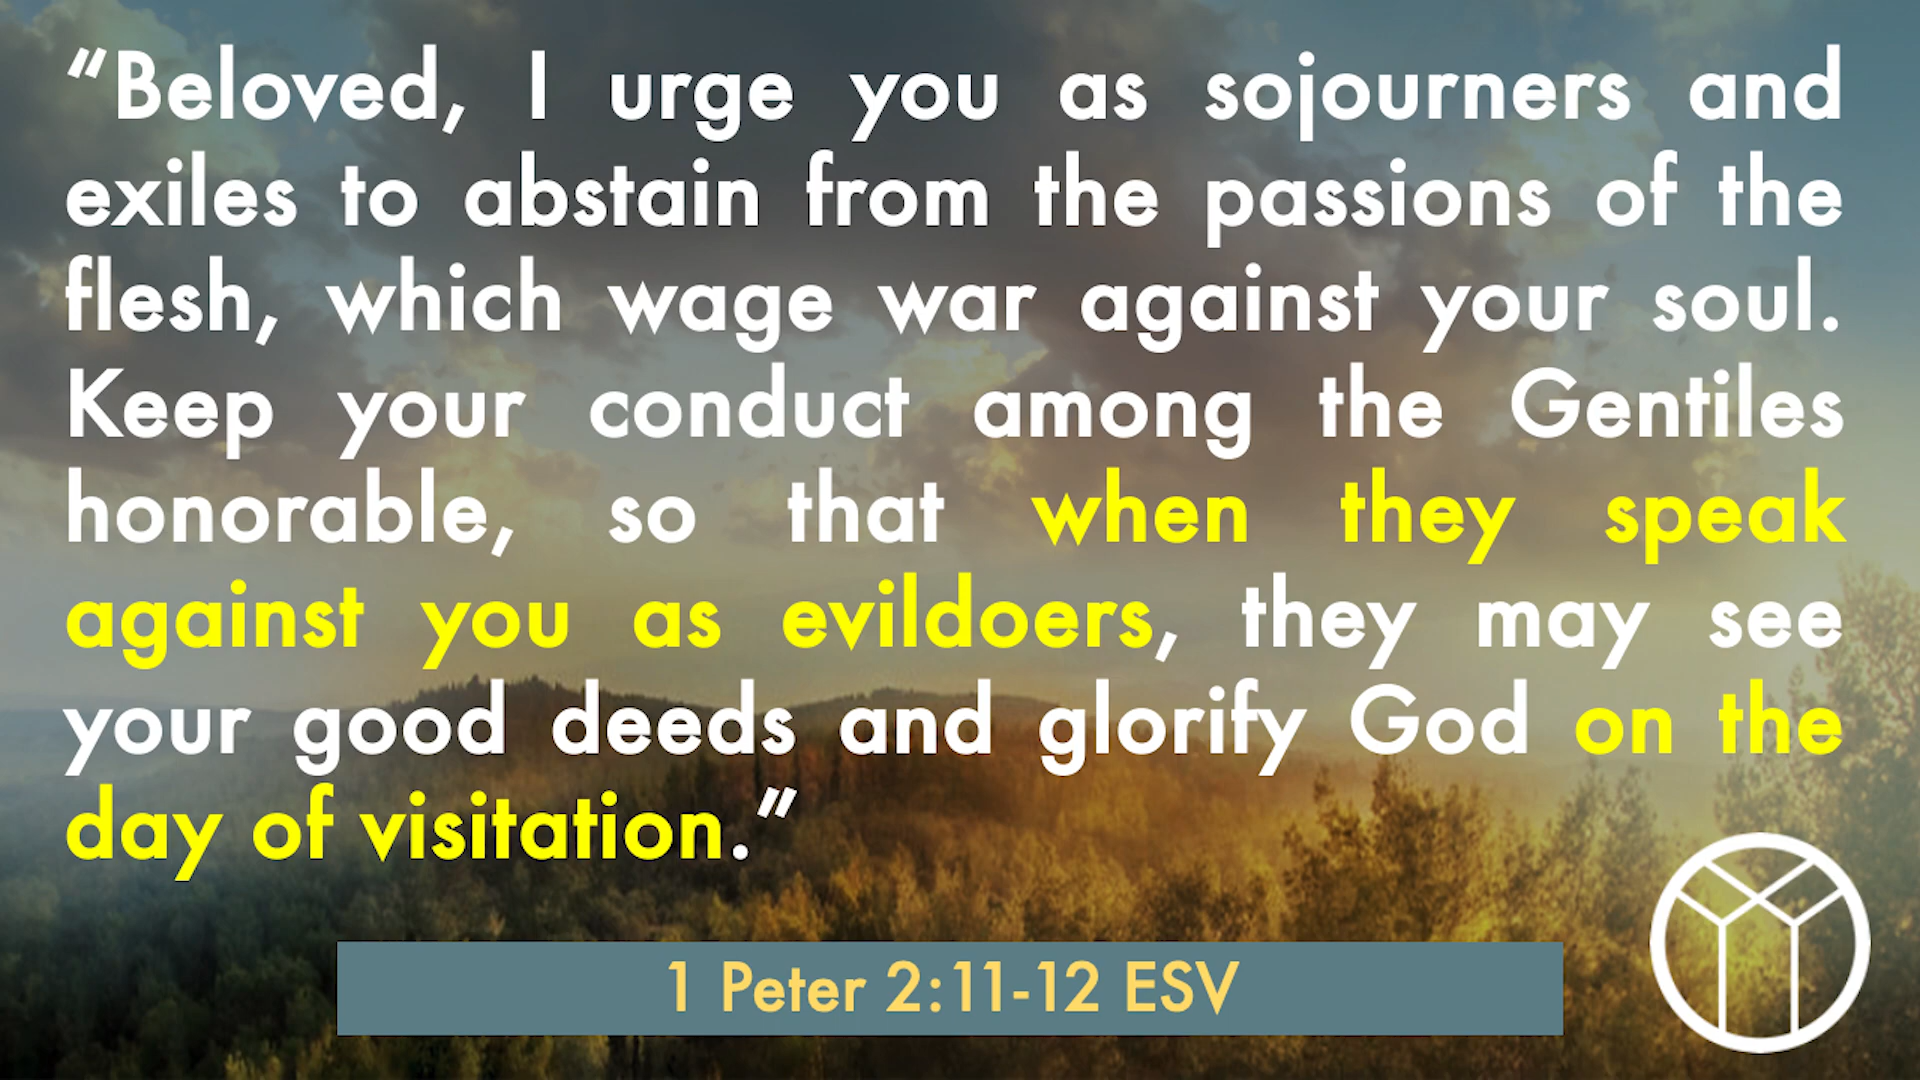 “Beloved, I urge you as sojourners and
exiles to abstain from the passions of the
flesh, which wage war against your soul.
Keep your conduct among the Gentiles
honorable, so that when they speak
against you as evildoers, they may see
your good deeds and glorify God on the
day of visitation.”
1 Peter 2:11-12 ESV